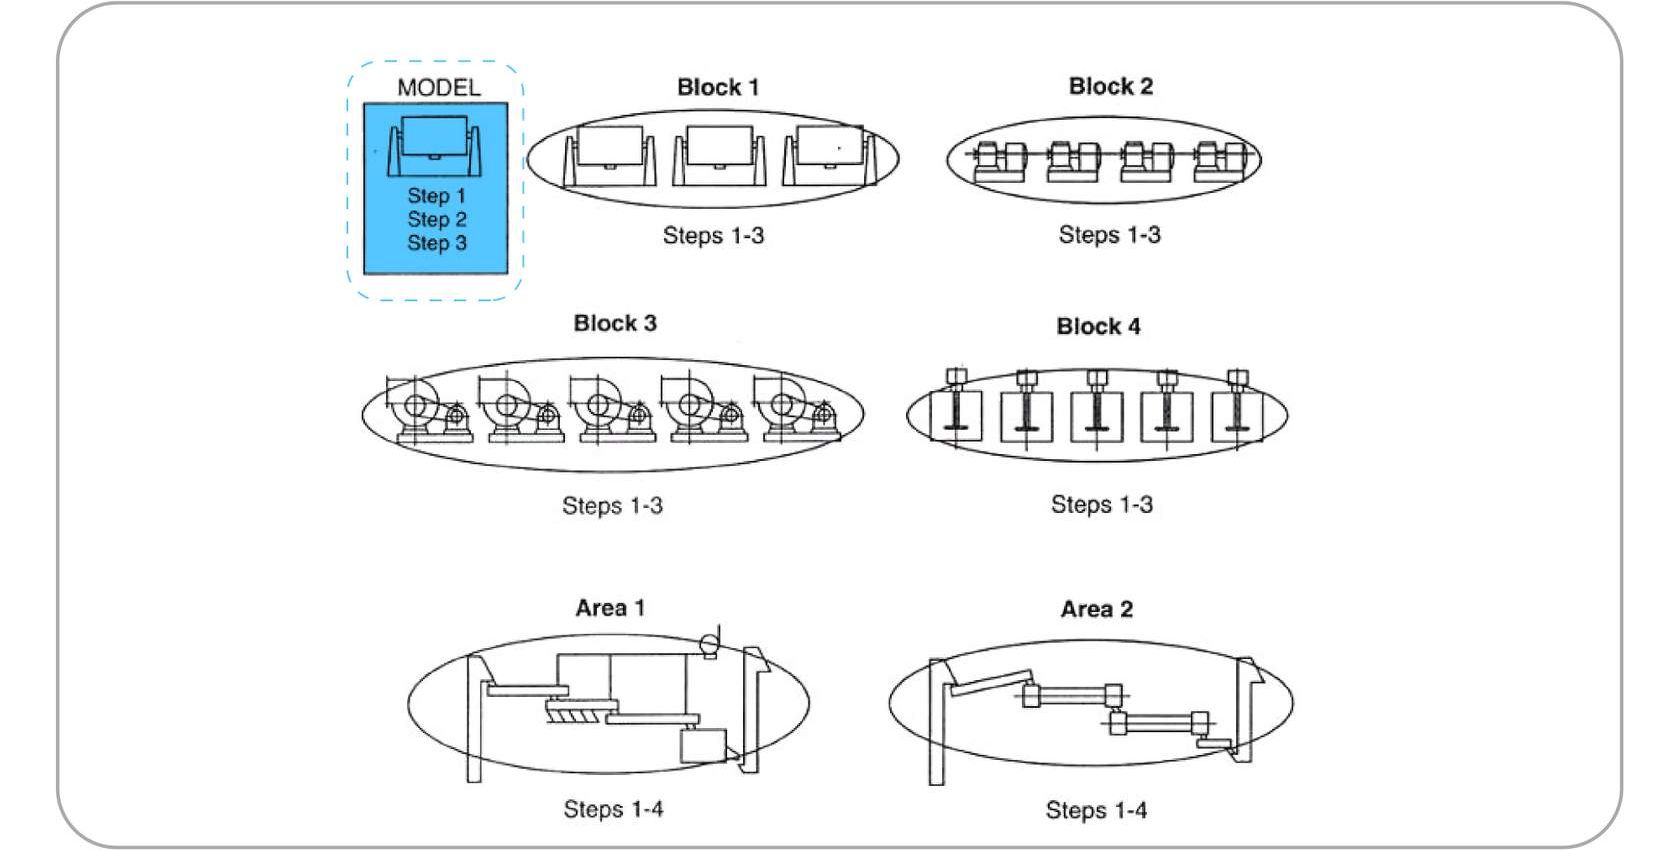 MODEL
Step 1
Step 2
Step 3
Block 1
Steps 1-3
Block 2
Steps 1-3
Block 3
Steps 1-3
Block 4
Steps 1-3
Area 1
Steps 1-4
Area 2
Steps 1-4